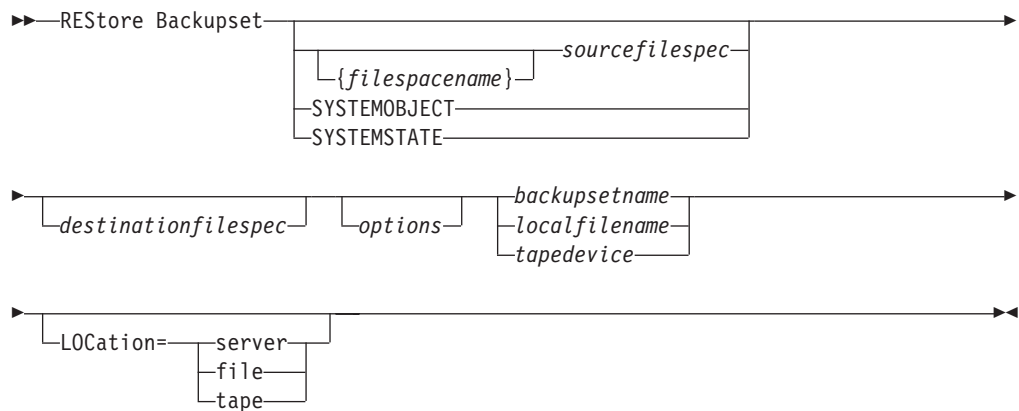 REStore Backupset
sourcefilespec
{filespacename}
SYSTEMOBJECT
SYSTEMSTATE
destinationfilespec
options
backupsetname
localfilename
tapedevice
LOCation=
server
file
tape